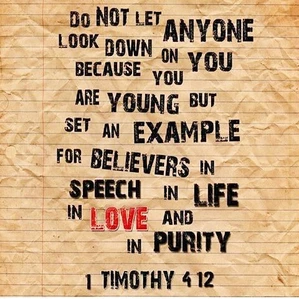 DO NOT LET ANYONE
LOOK DOWN ON YOU
BECAUSE YOU
ARE YOUNG BUT
SET AN EXAMPLE
FOR BELIEVERS IN
SPEECH IN LIFE
IN LOVE AND
IN PURITY
1 TIMOTHY 4 12